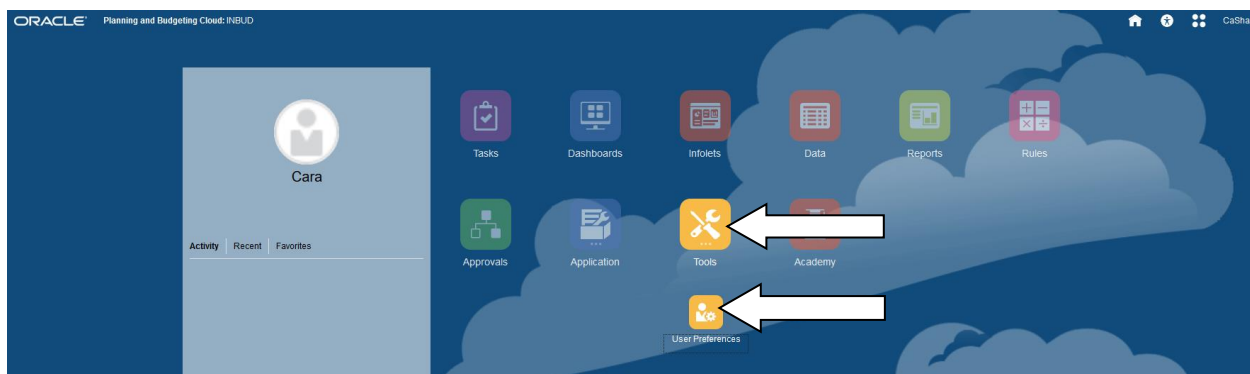 ORACLE® Planning and Budgeting Cloud: INBUD
CaSha
Cara
Activity Recent Favorites
Tasks Dashboards Infolets Data Reports Rules
Approvals Application Tools Academy
User Preferences